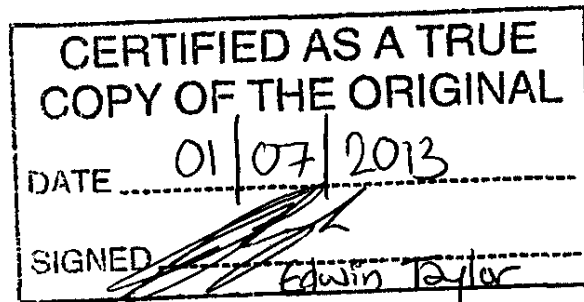 CERTIFIED AS A TRUE
COPY OF THE ORIGINAL
DATE 01/07/2013
SIGNED
Edwin Taylor